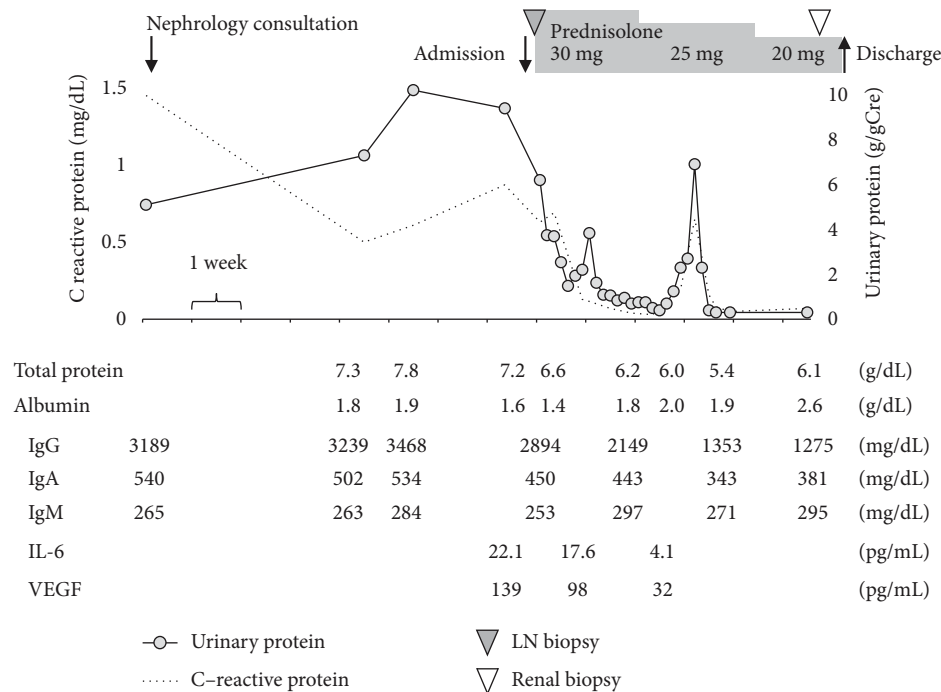 Nephrology consultation
Admission
Prednisolone
30 mg 25 mg 20 mg
Discharge
C reactive protein (mg/dL)
1.5
1
0.5
0
1 week
10
8
6
4
2
0
Urinary protein (g/gCre)
Total protein 7.3 7.8 7.2 6.6 6.2 6.0 5.4 6.1 (g/dL)
Albumin 1.8 1.9 1.6 1.4 1.8 2.0 1.9 2.6 (g/dL)
IgG 3189 3239 3468 2894 2149 1353 1275 (mg/dL)
IgA 540 502 534 450 443 343 381 (mg/dL)
IgM 265 263 284 253 297 271 295 (mg/dL)
IL-6 22.1 17.6 4.1 (pg/mL)
VEGF 139 98 32 (pg/mL)
Urinary protein LN biopsy
C–reactive protein Renal biopsy